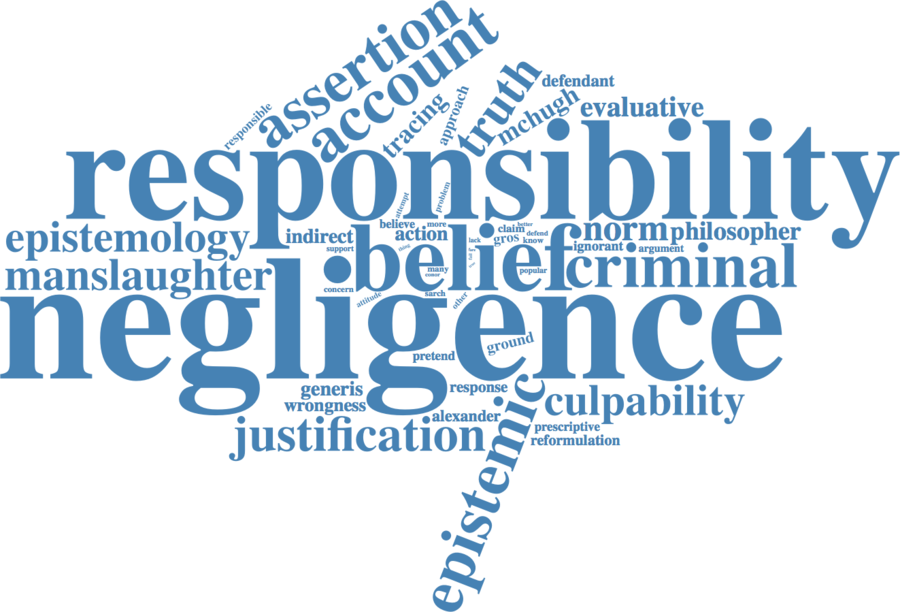 assertion
account
truth
defendant
responsible
tracing
approach
mchugh
evaluative
responsibility
attempt
problem
epistemology
indirect
support
believe
more
action
thing
claim
better
gros
defend
know
lack
norm
philosopher
ignorant
argument
manslaughter
belief
many
popular
criminal
concern
attitude
sarch
other
negligence
pretend
ground
generis
response
wrongness
alexander
culpability
prescriptive
reformulation
justification
epistemic